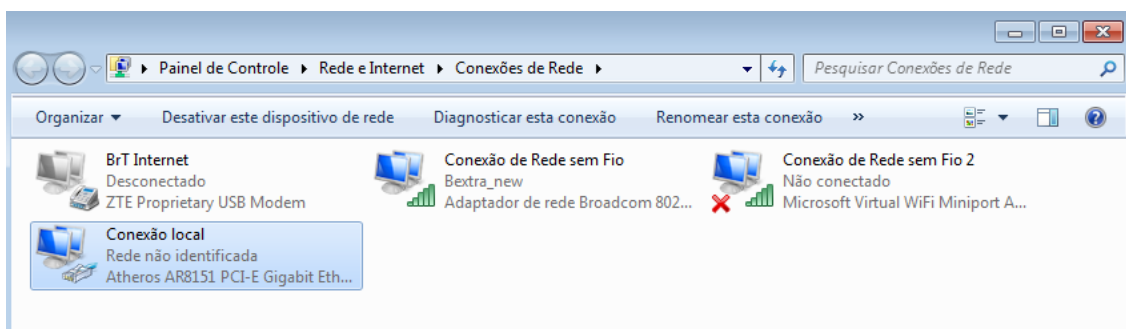 Painel de Controle ▸ Rede e Internet ▸ Conexões de Rede ▸
Pesquisar Conexões de Rede
Organizar Desativar este dispositivo de rede Diagnosticar esta conexão Renomear esta conexão »
BrT Internet
Desconectado
ZTE Proprietary USB Modem
Conexão de Rede sem Fio
Bextra_new
Adaptador de rede Broadcom 802...
Conexão de Rede sem Fio 2
Não conectado
Microsoft Virtual WiFi Miniport A...
Conexão local
Rede não identificada
Atheros AR8151 PCI-E Gigabit Eth...